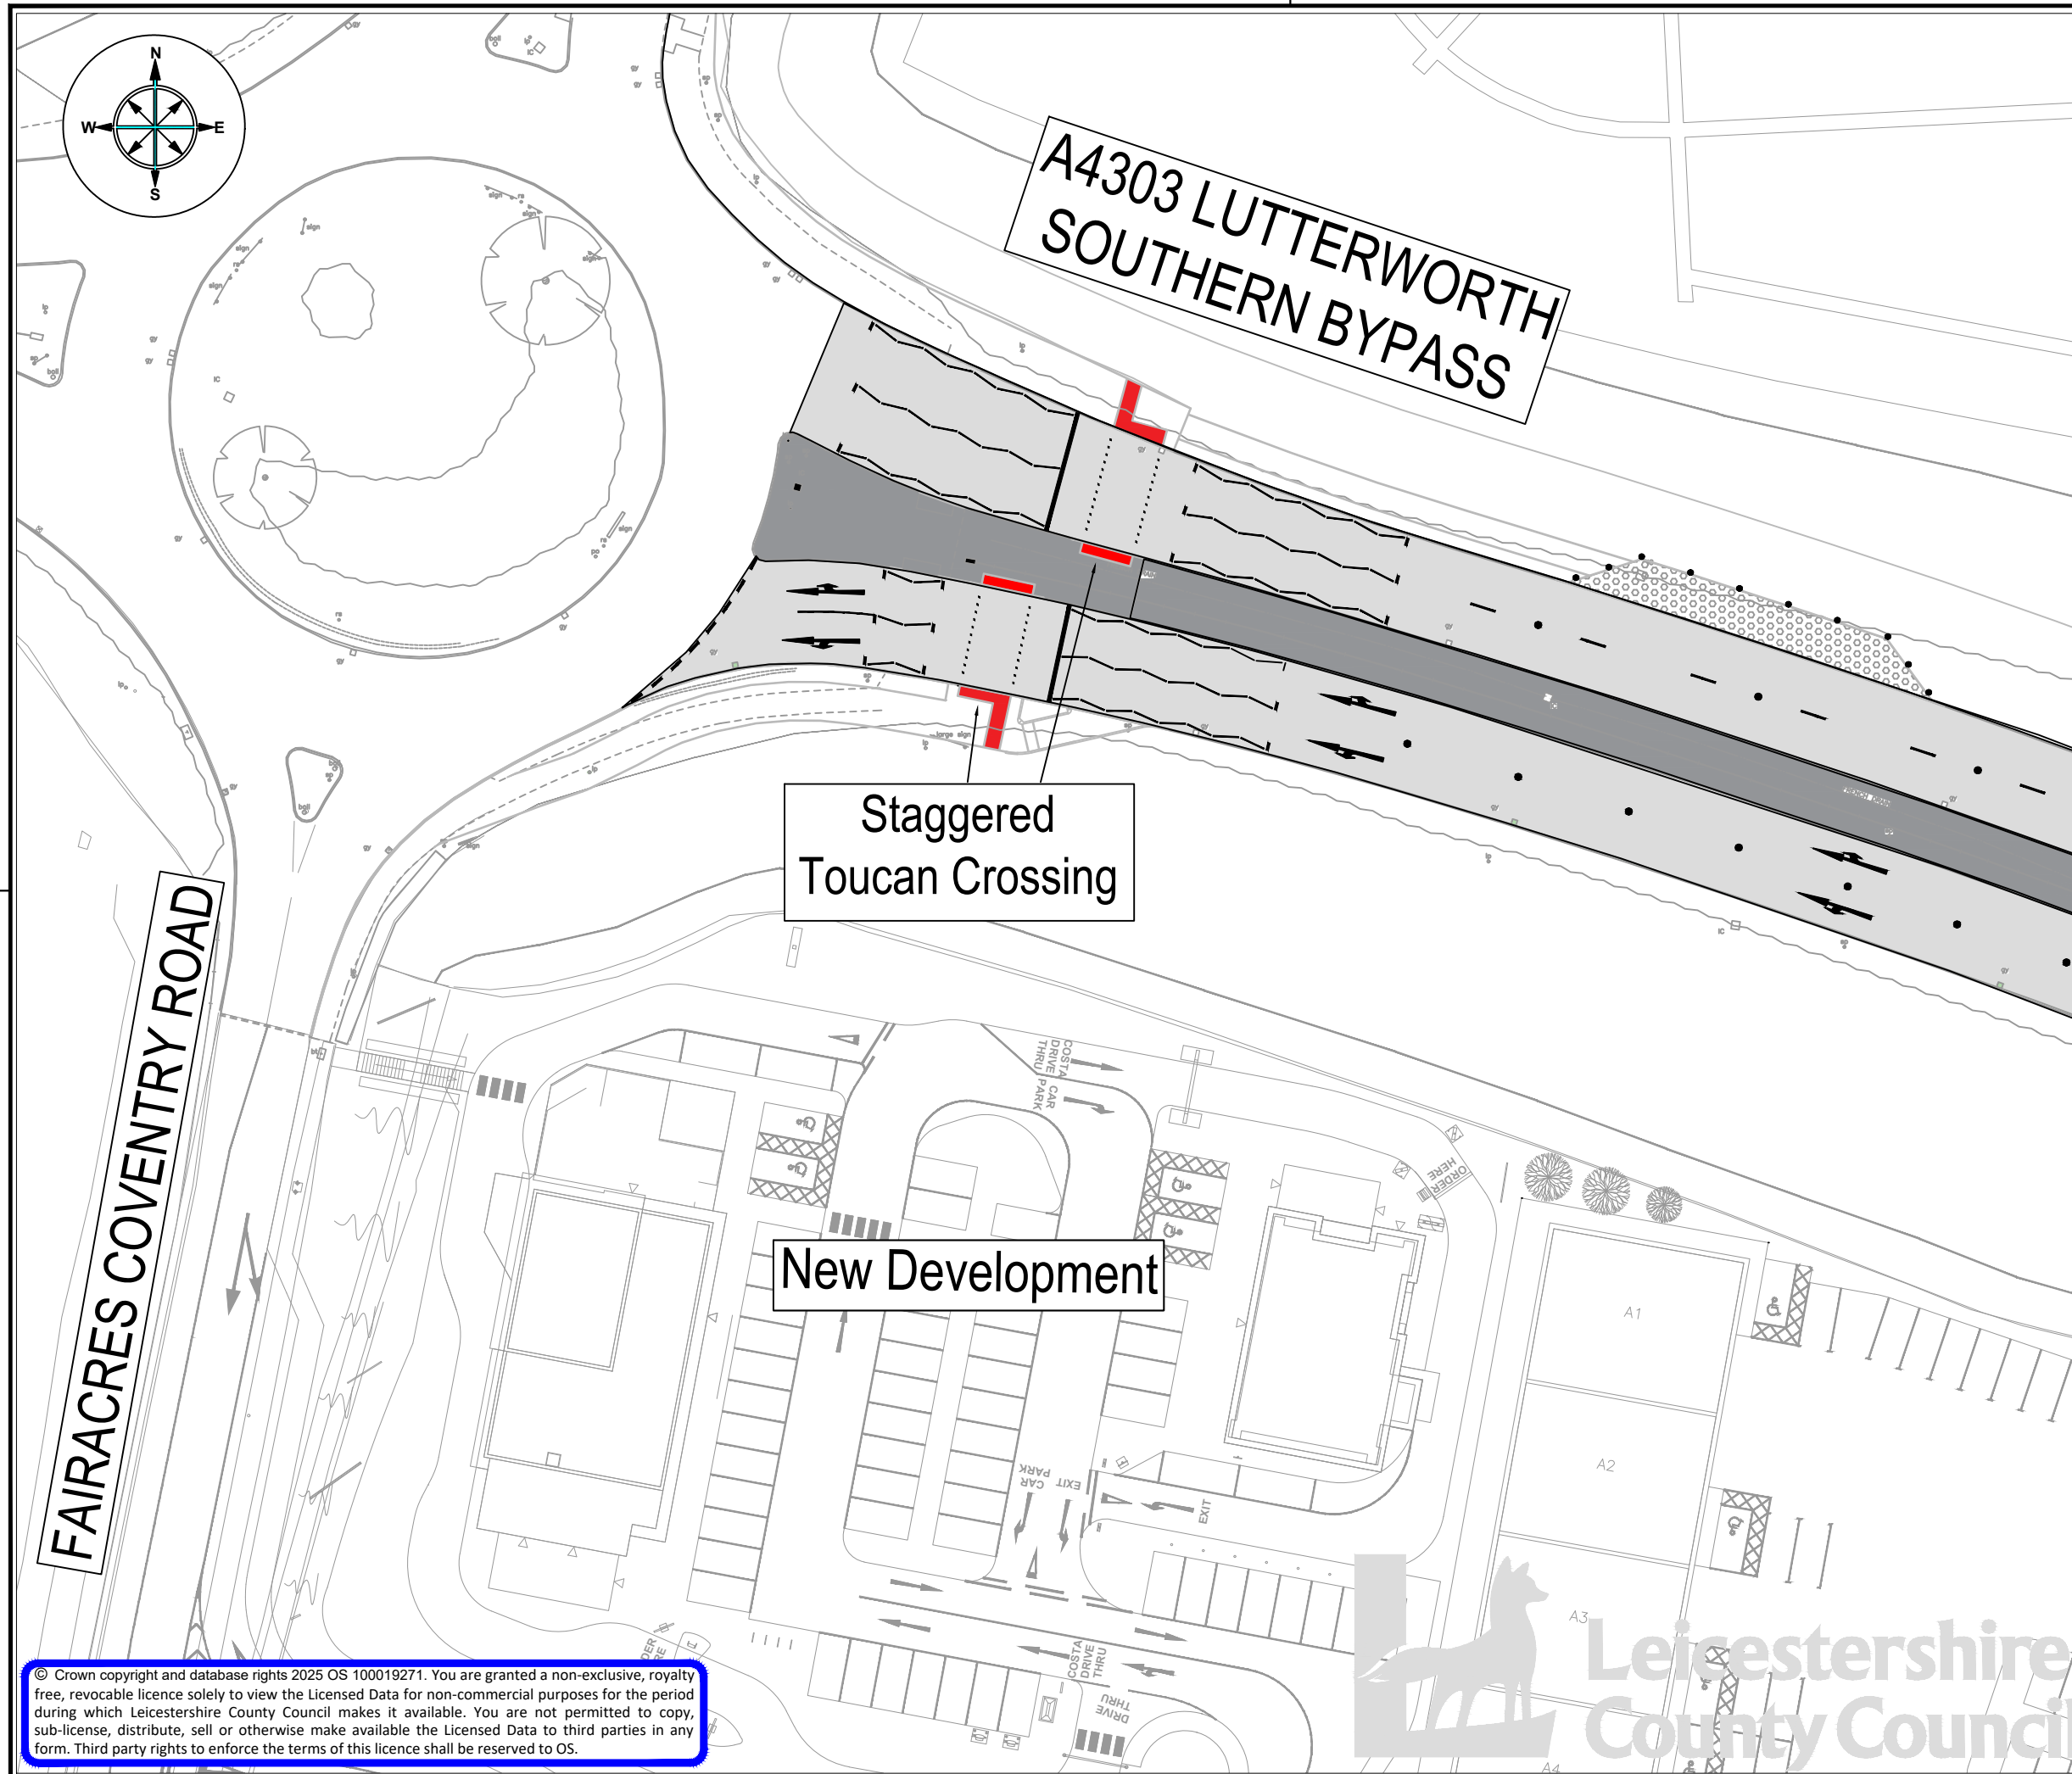 N
W E
S
A4303 LUTTERWORTH
SOUTHERN BYPASS
Staggered
Toucan Crossing
FAIRACRES COVENTRY ROAD
New Development
large sign
COSTA
DRIVE
THRU
CAR
PARK
ORDER
HERE
A1
A2
A3
A4
CAR
PARK
EXIT
EXIT
COSTA
DRIVE
THRU
DRIVE
THRU
© Crown copyright and database rights 2025 OS 100019271. You are granted a non-exclusive, royalty
free, revocable licence solely to view the Licensed Data for non-commercial purposes for the period
during which Leicestershire County Council makes it available. You are not permitted to copy,
sub-license, distribute, sell or otherwise make available the Licensed Data to third parties in any
form. Third party rights to enforce the terms of this licence shall be reserved to OS.
Leicestershire
County Council